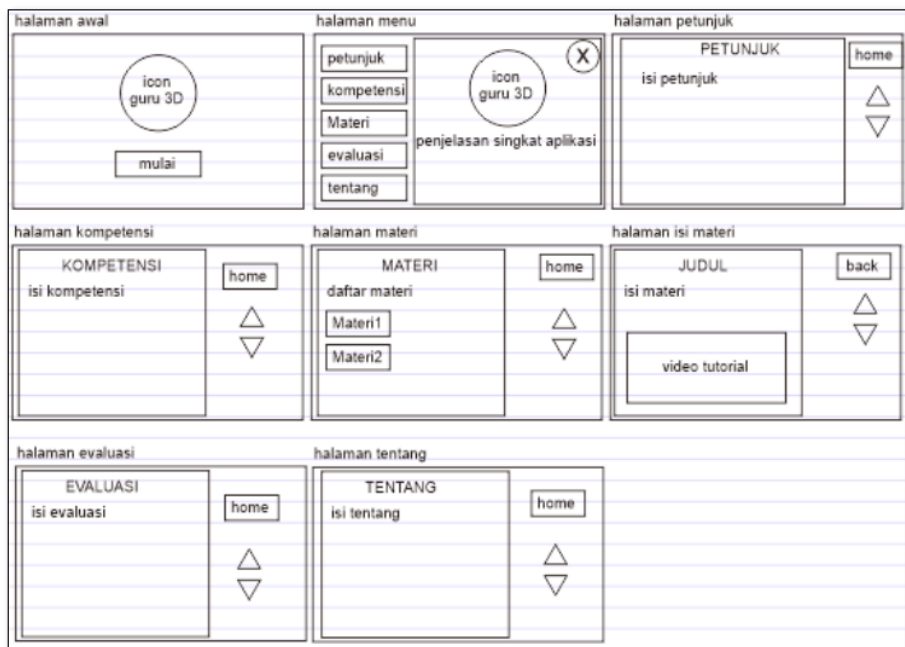 halaman awal
icon
guru 3D
mulai
halaman menu
petunjuk
kompetensi
Materi
evaluasi
tentang
X
icon
guru 3D
penjelasan singkat aplikasi
halaman petunjuk
PETUNJUK
isi petunjuk
home
halaman kompetensi
KOMPETENSI
isi kompetensi
home
halaman materi
MATERI
daftar materi
Materi1
Materi2
home
halaman isi materi
JUDUL
isi materi
video tutorial
back
halaman evaluasi
EVALUASI
isi evaluasi
home
halaman tentang
TENTANG
isi tentang
home